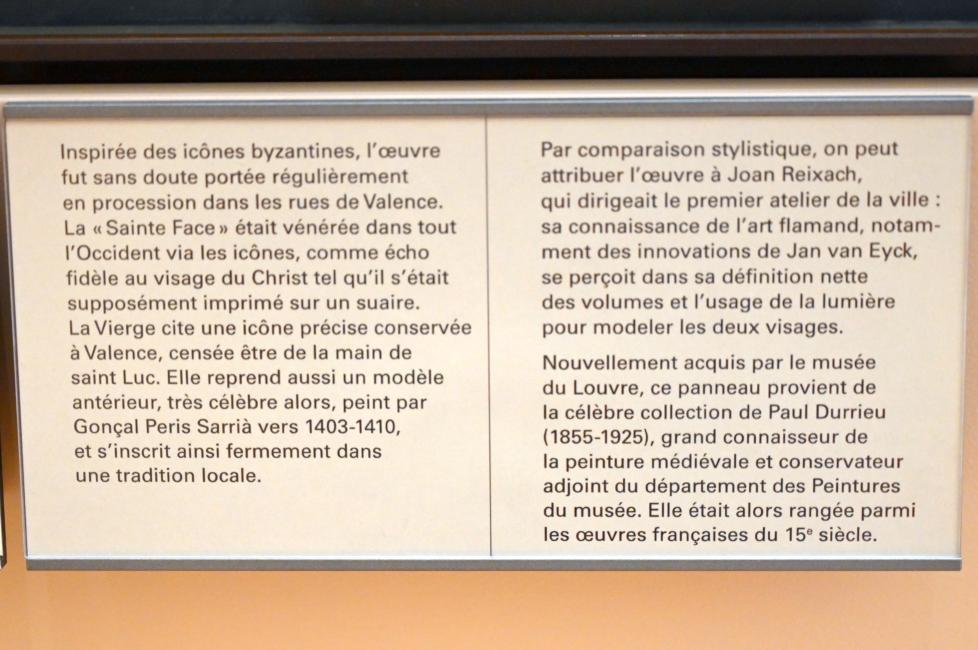 Inspirée des icônes byzantines, l'œuvre
fut sans doute portée régulièrement
en procession dans les rues de Valence.
La « Sainte Face » était vénérée dans tout
l'Occident via les icônes, comme écho
fidèle au visage du Christ tel qu'il s'était
supposément imprimé sur un suaire.
La Vierge cite une icône précise conservée
à Valence, censée être de la main de
saint Luc. Elle reprend aussi un modèle
antérieur, très célèbre alors, peint par
Gonçal Peris Sarrià vers 1403-1410,
et s'inscrit ainsi fermement dans
une tradition locale.
Par comparaison stylistique, on peut
attribuer l'œuvre à Joan Reixach,
qui dirigeait le premier atelier de la ville :
sa connaissance de l'art flamand, notam-
ment des innovations de Jan van Eyck,
se perçoit dans sa définition nette
des volumes et l'usage de la lumière
pour modeler les deux visages.
Nouvellement acquis par le musée
du Louvre, ce panneau provient de
la célèbre collection de Paul Durrieu
(1855-1925), grand connaisseur de
la peinture médiévale et conservateur
adjoint du département des Peintures
du musée. Elle était alors rangée parmi
les œuvres françaises du 15e siècle.